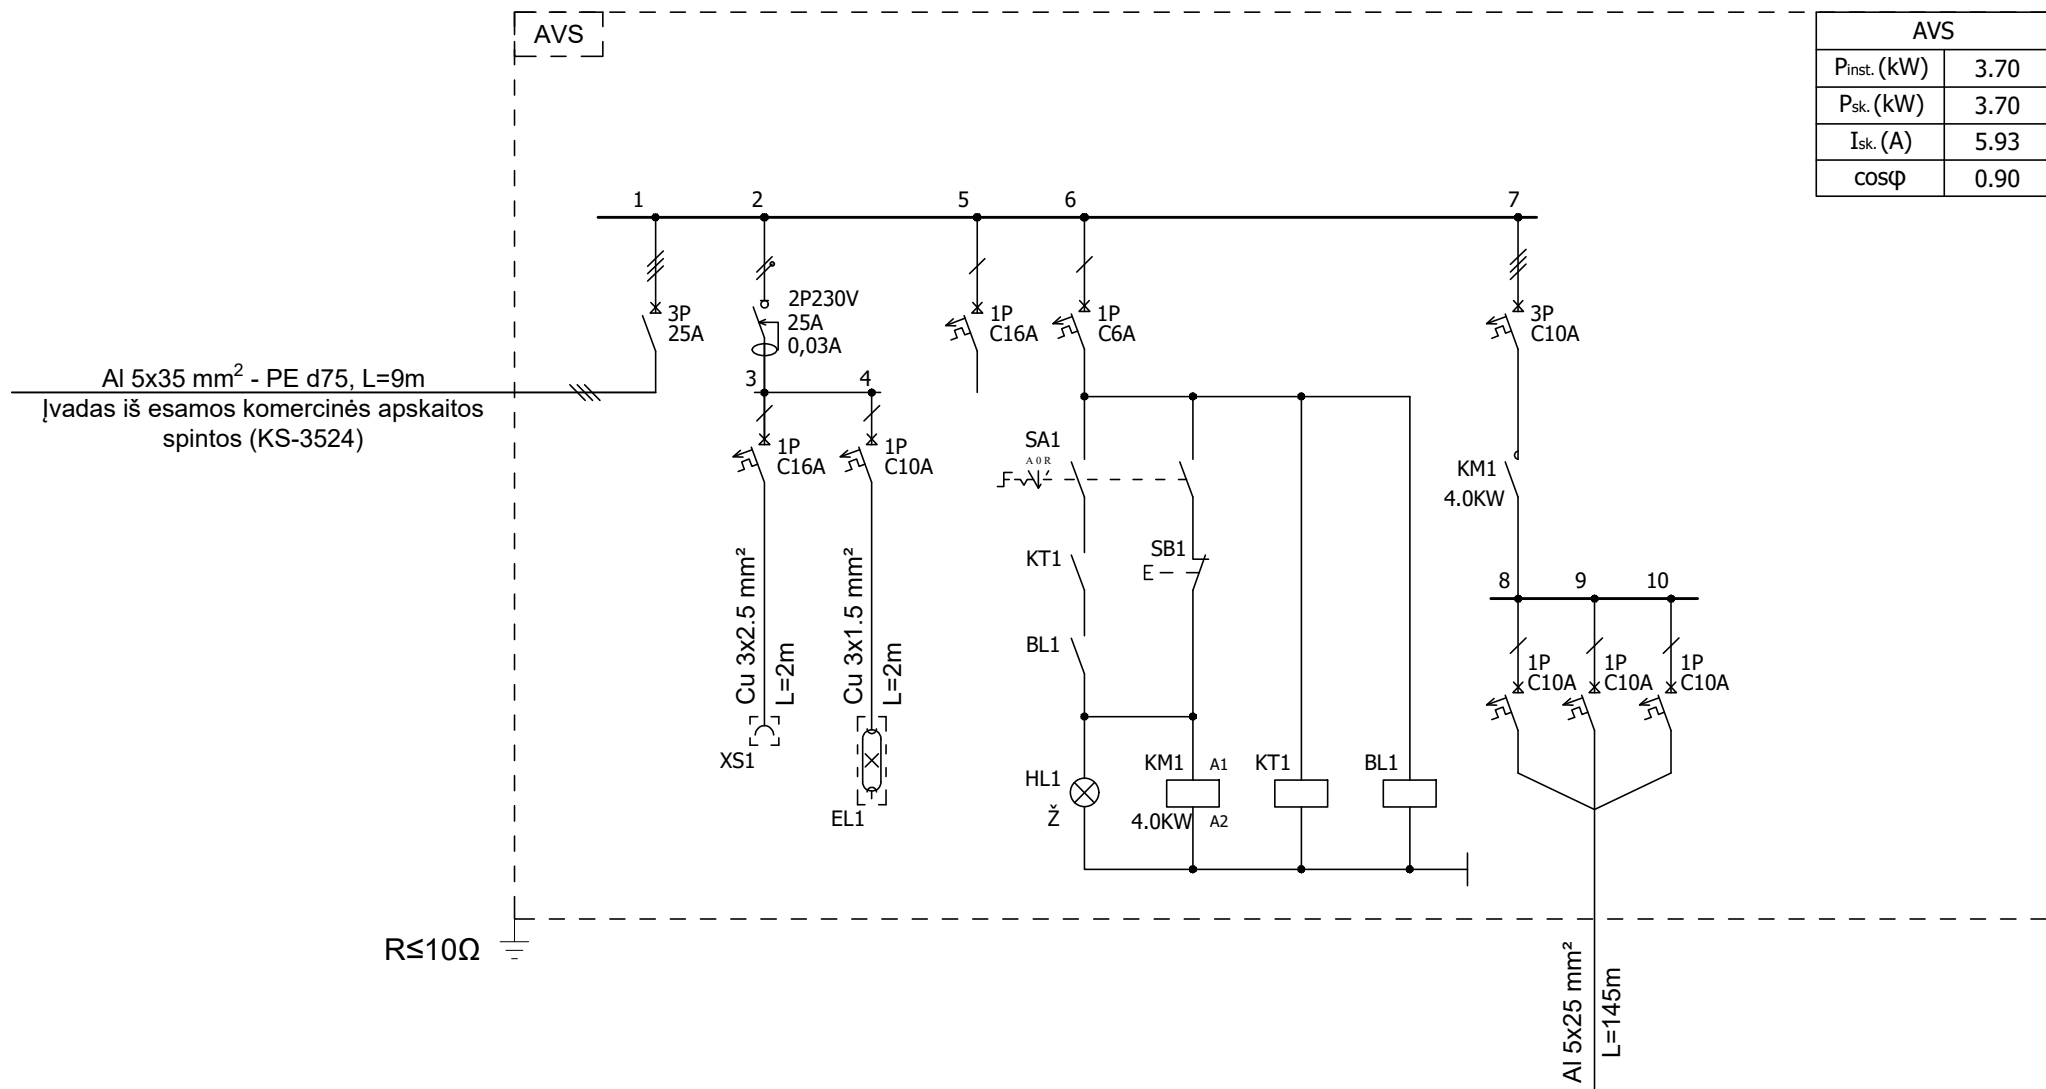 AVS
AVS
Pinst. (kW) 3.70
Psk. (kW) 3.70
Isk. (A) 5.93
cosφ 0.90
1 2 5 6 7
3P
25A
2P230V
25A
0,03A
1P
C16A
1P
C6A
3P
C10A
Al 5x35 mm² - PE d75, L=9m
Įvadas iš esamos komercinės apskaitos
spintos (KS-3524)
3 4
1P
C16A
1P
C10A
SA1
A 0 R
KM1
4.0KW
KT1
SB1
E
BL1
8 9 10
1P
C10A
1P
C10A
1P
C10A
Cu 3x2.5 mm²
L=2m
Cu 3x1.5 mm²
L=2m
XS1
EL1
HL1
Ž
KM1 A1
4.0KW A2
KT1
BL1
R≤10Ω
Al 5x25 mm²
L=145m